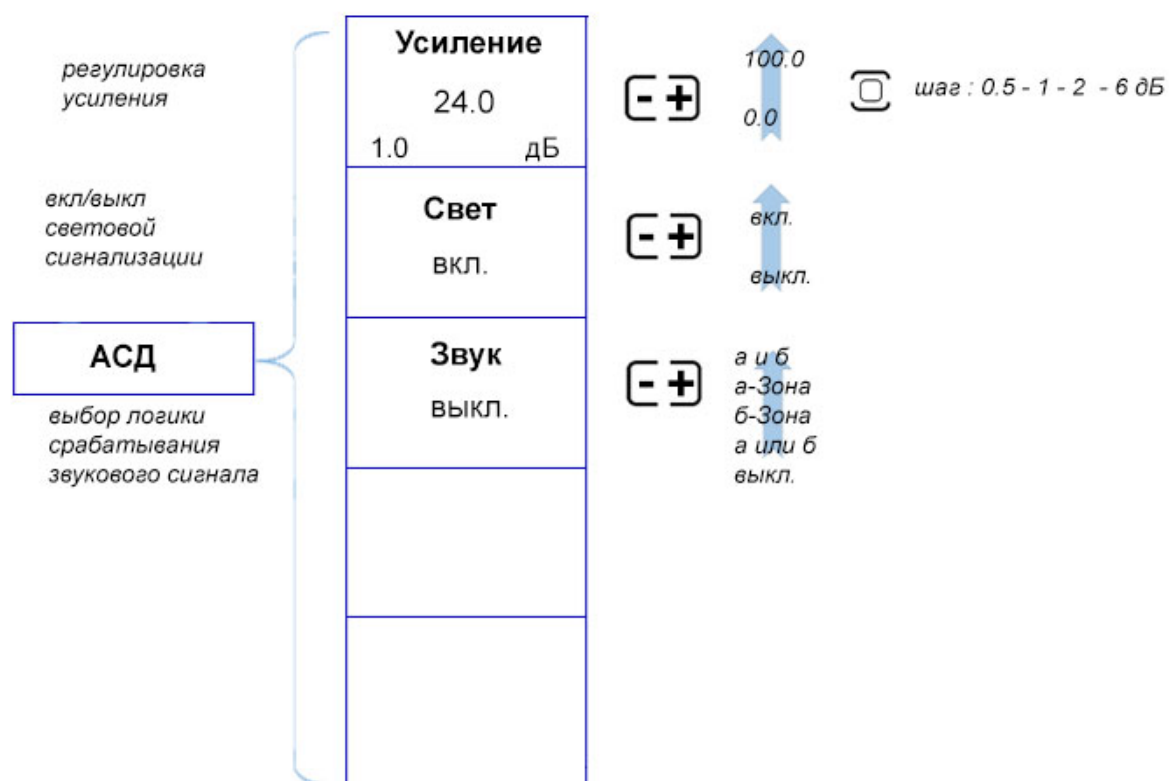 регулировка
усиления
Усиление
24.0
1.0 дБ
- +
100.0
0.0
шаг : 0.5 - 1 - 2 - 6 дБ
вкл/выкл
световой
сигнализации
Свет
вкл.
- +
вкл.
выкл.
АСД
выбор логики
срабатывания
звукового сигнала
Звук
выкл.
- +
а и б
а-Зона
б-Зона
а или б
выкл.